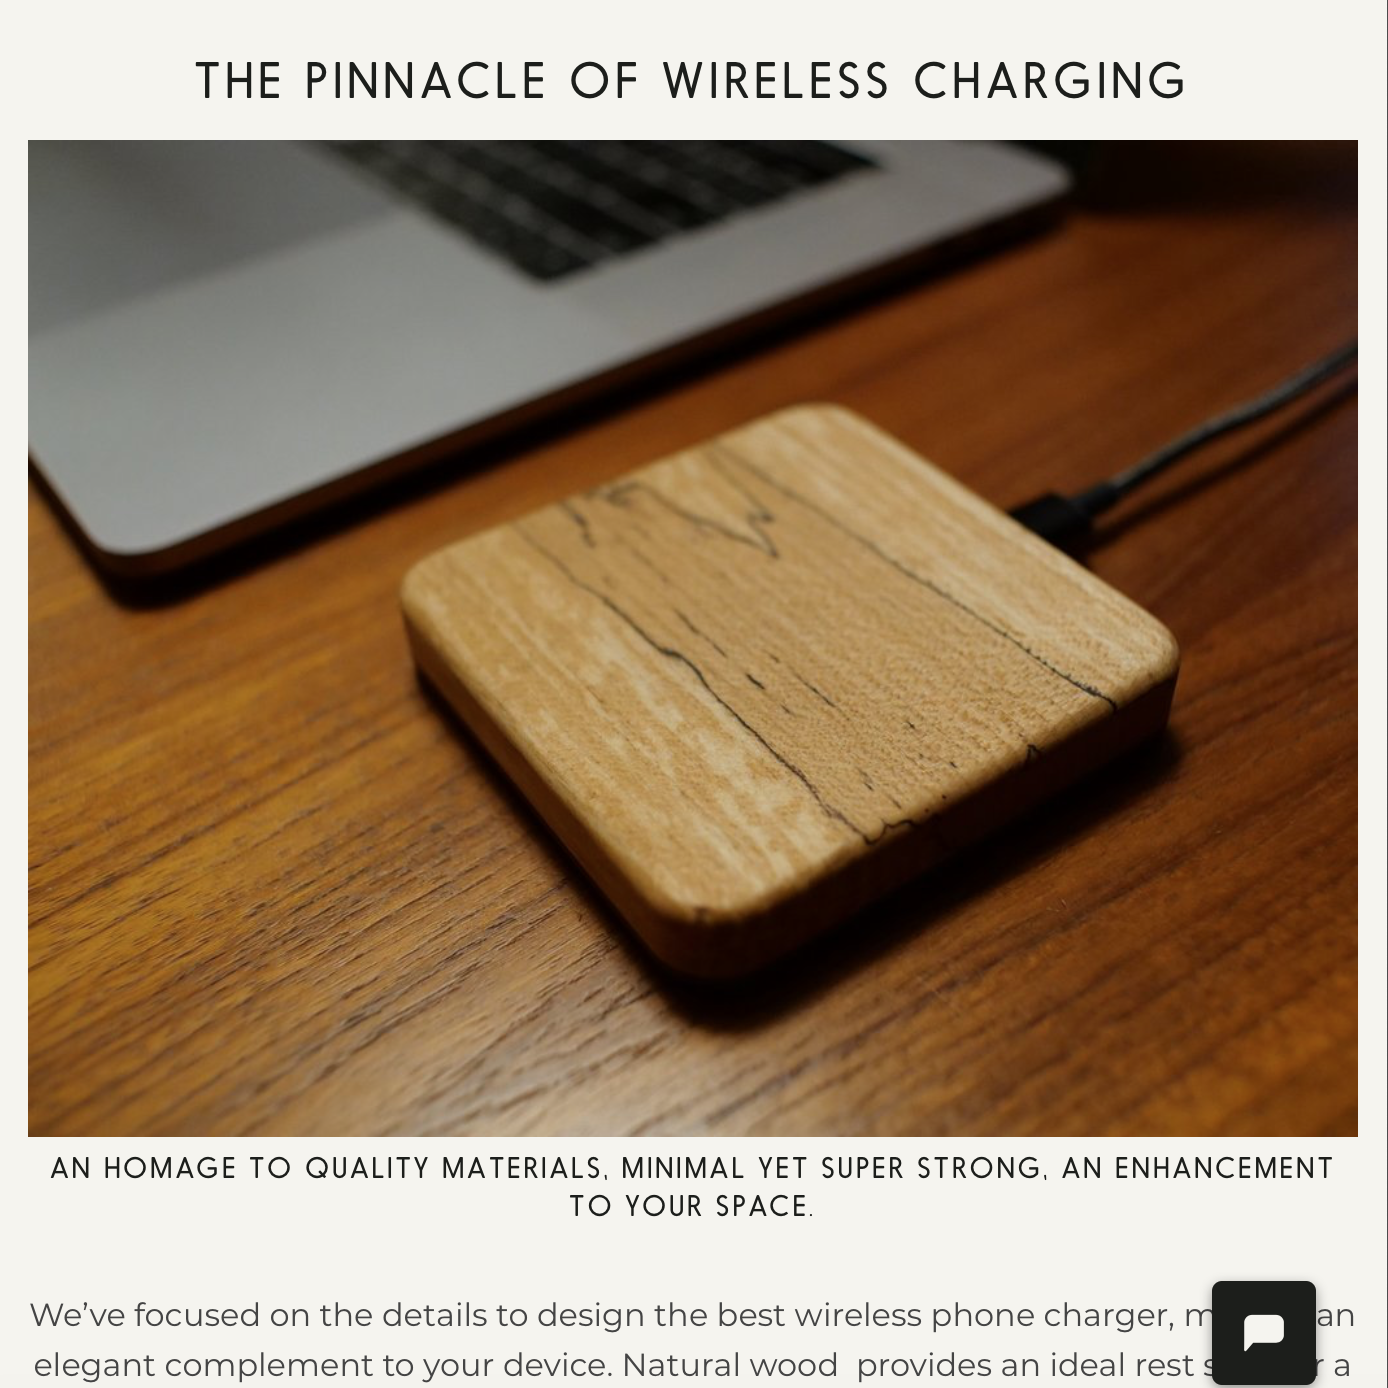 THE PINNACLE OF WIRELESS CHARGING
AN HOMAGE TO QUALITY MATERIALS, MINIMAL YET SUPER STRONG, AN ENHANCEMENT
TO YOUR SPACE.
We’ve focused on the details to design the best wireless phone charger, an
elegant complement to your device. Natural wood  provides an ideal rest a